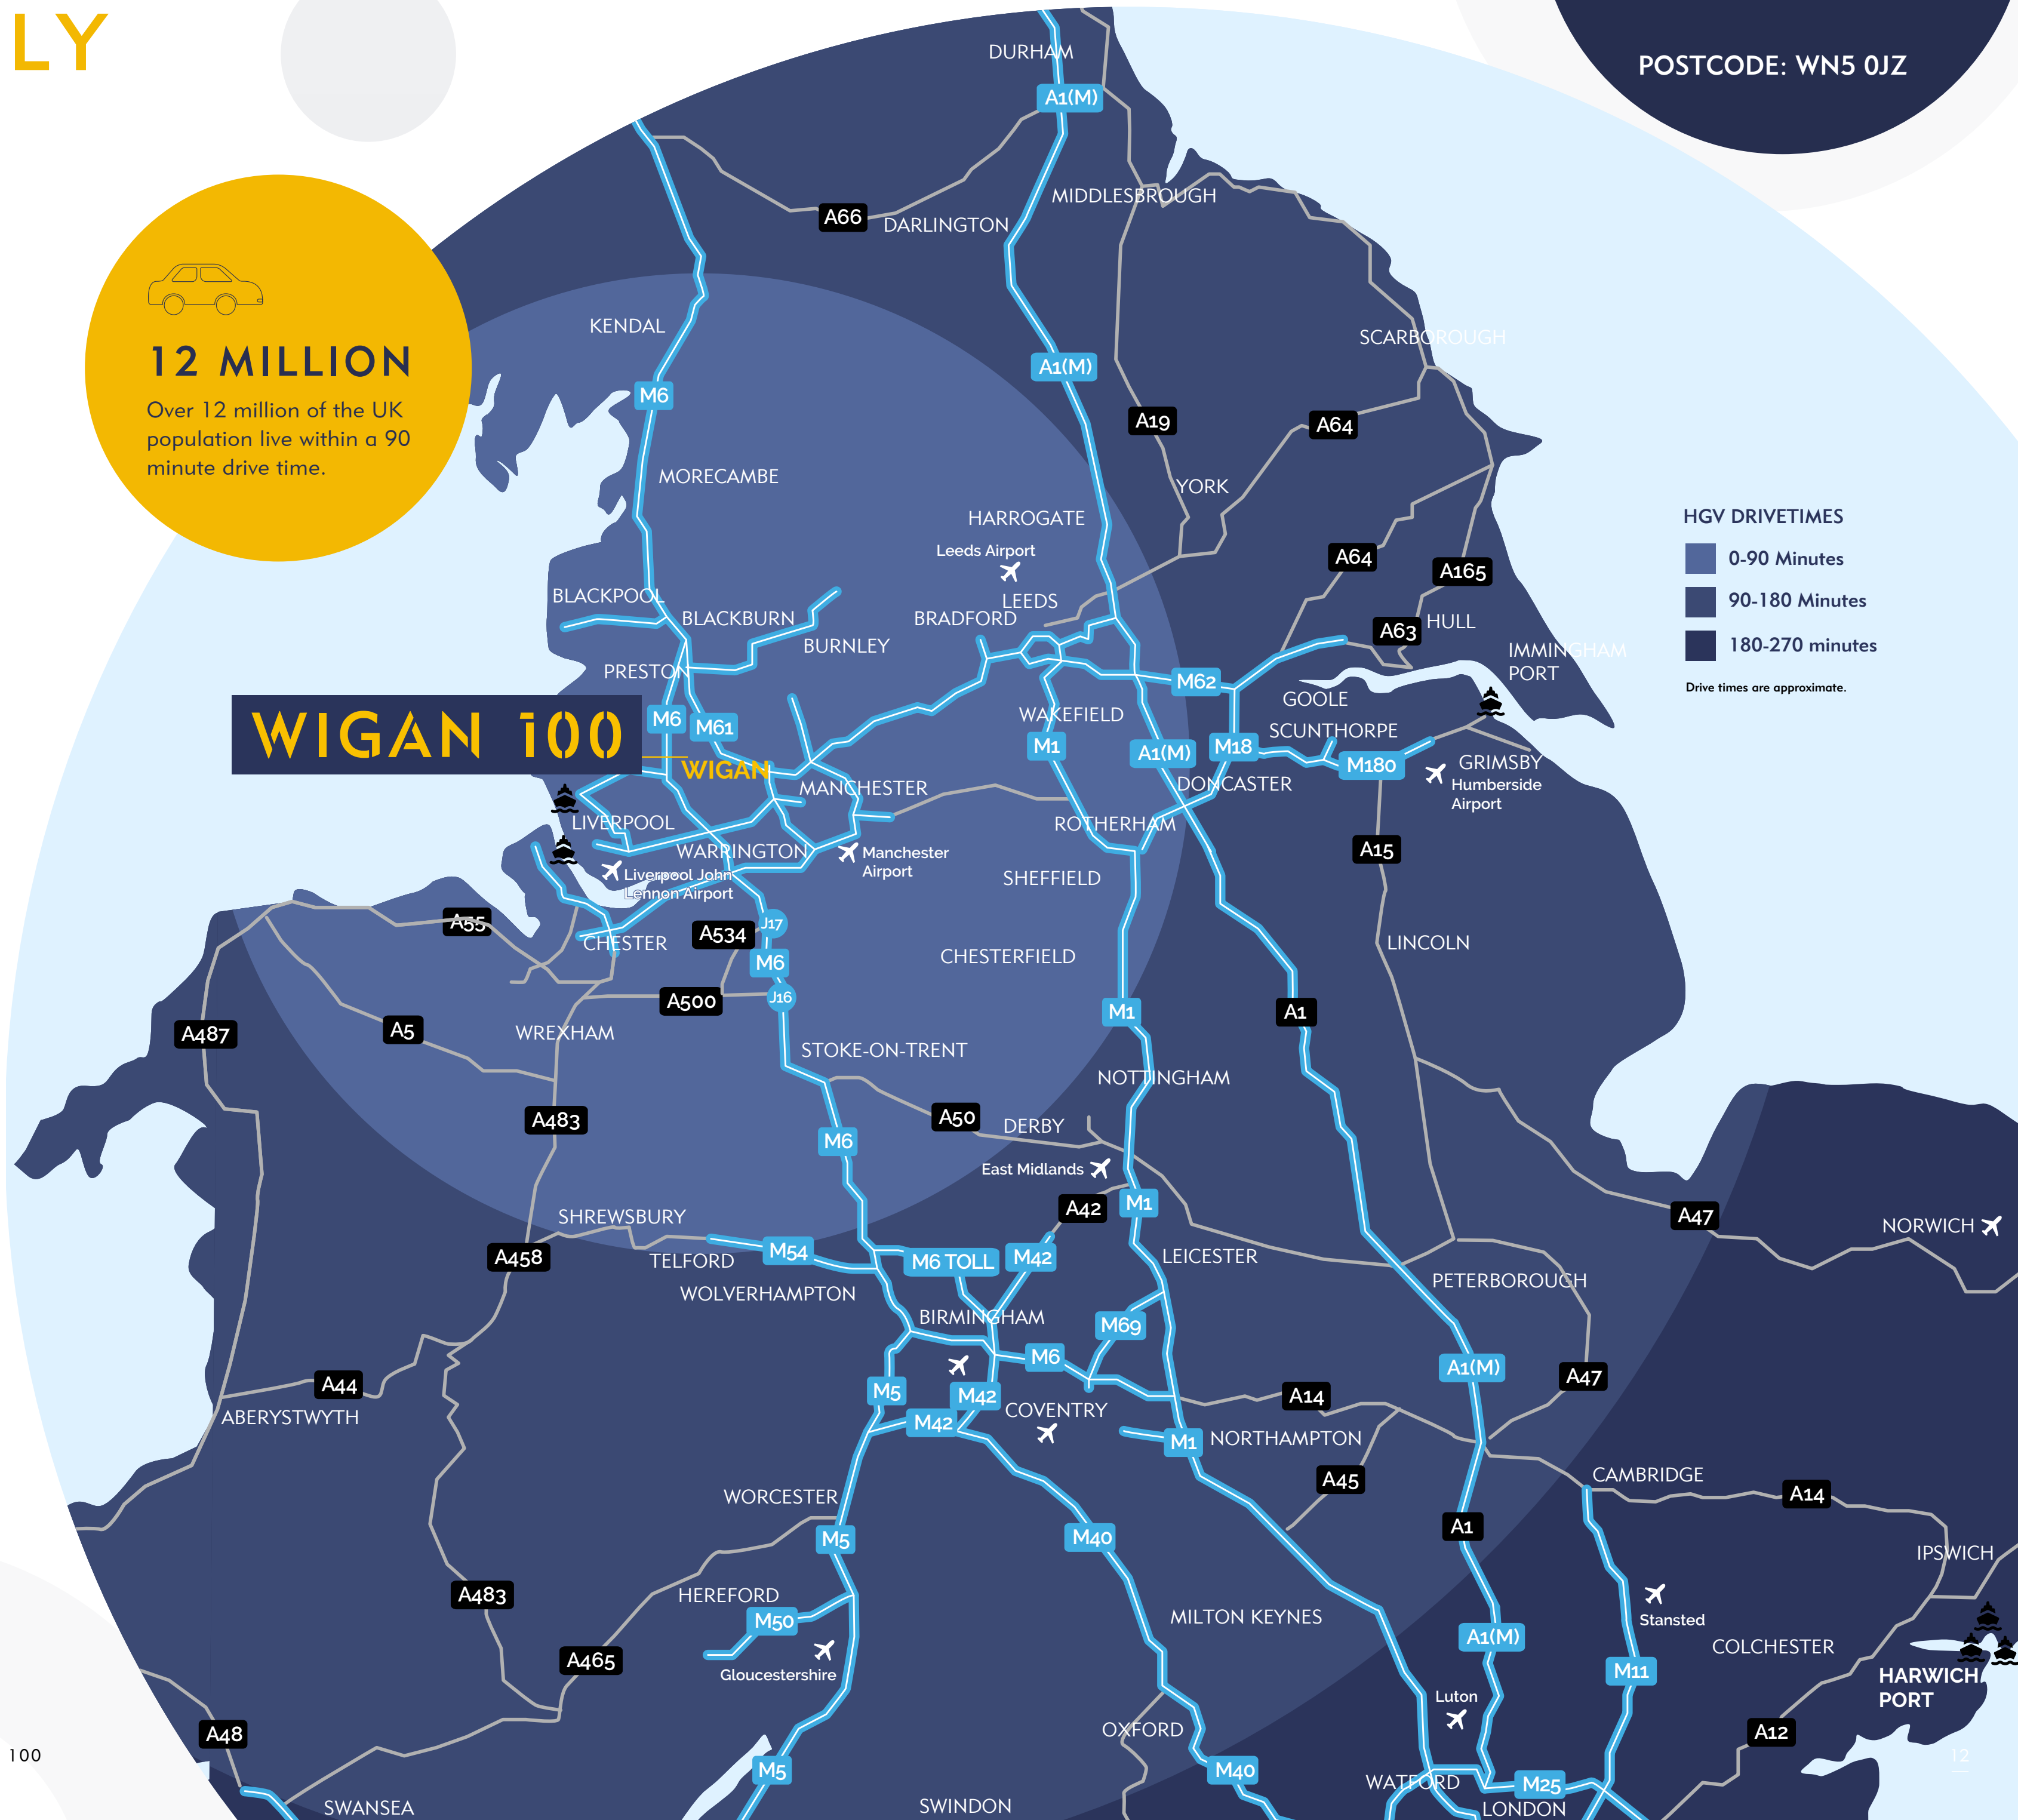 LY
POSTCODE: WN5 0JZ
12 MILLION
Over 12 million of the UK
population live within a 90
minute drive time.
DURHAM
A1(M)
MIDDLESBROUGH
A66
DARLINGTON
KENDAL
SCARBOROUGH
A1(M)
M6
A19
A64
MORECAMBE
YORK
HARROGATE
Leeds Airport
A64
A165
HGV DRIVETIMES
0-90 Minutes
90-180 Minutes
180-270 minutes
Drive times are approximate.
BLACKPOOL
BLACKBURN
LEEDS
BRADFORD
BURNLEY
A63
HULL
IMMINGHAM
PORT
PRESTON
M62
GOOLE
WIGAN 100
M6
M61
WAKEFIELD
SCUNTHORPE
M1
A1(M)
M18
M180
GRIMSBY
WIGAN
MANCHESTER
DONCASTER
Humberside
Airport
LIVERPOOL
ROTHERHAM
WARRINGTON
Manchester
Airport
A15
Liverpool John
Lennon Airport
SHEFFIELD
A55
J17
A534
CHESTER
LINCOLN
M6
CHESTERFIELD
J16
A500
M1
A1
A487
A5
WREXHAM
STOKE-ON-TRENT
NOTTINGHAM
A483
A50
DERBY
M6
East Midlands
M1
A42
SHREWSBURY
A47
NORWICH
A458
TELFORD
M54
M6 TOLL
M42
LEICESTER
WOLVERHAMPTON
PETERBOROUGH
BIRMINGHAM
M69
M6
A1(M)
A47
A44
M5
M42
A14
ABERYSTWYTH
COVENTRY
M42
M1
NORTHAMPTON
A45
CAMBRIDGE
A14
WORCESTER
M5
M40
A1
IPSWICH
A483
HEREFORD
M50
MILTON KEYNES
Stansted
A1(M)
COLCHESTER
A465
Gloucestershire
M11
HARWICH
PORT
Luton
A48
OXFORD
A12
100
12
M5
M40
WATFORD
M25
SWANSEA
SWINDON
LONDON